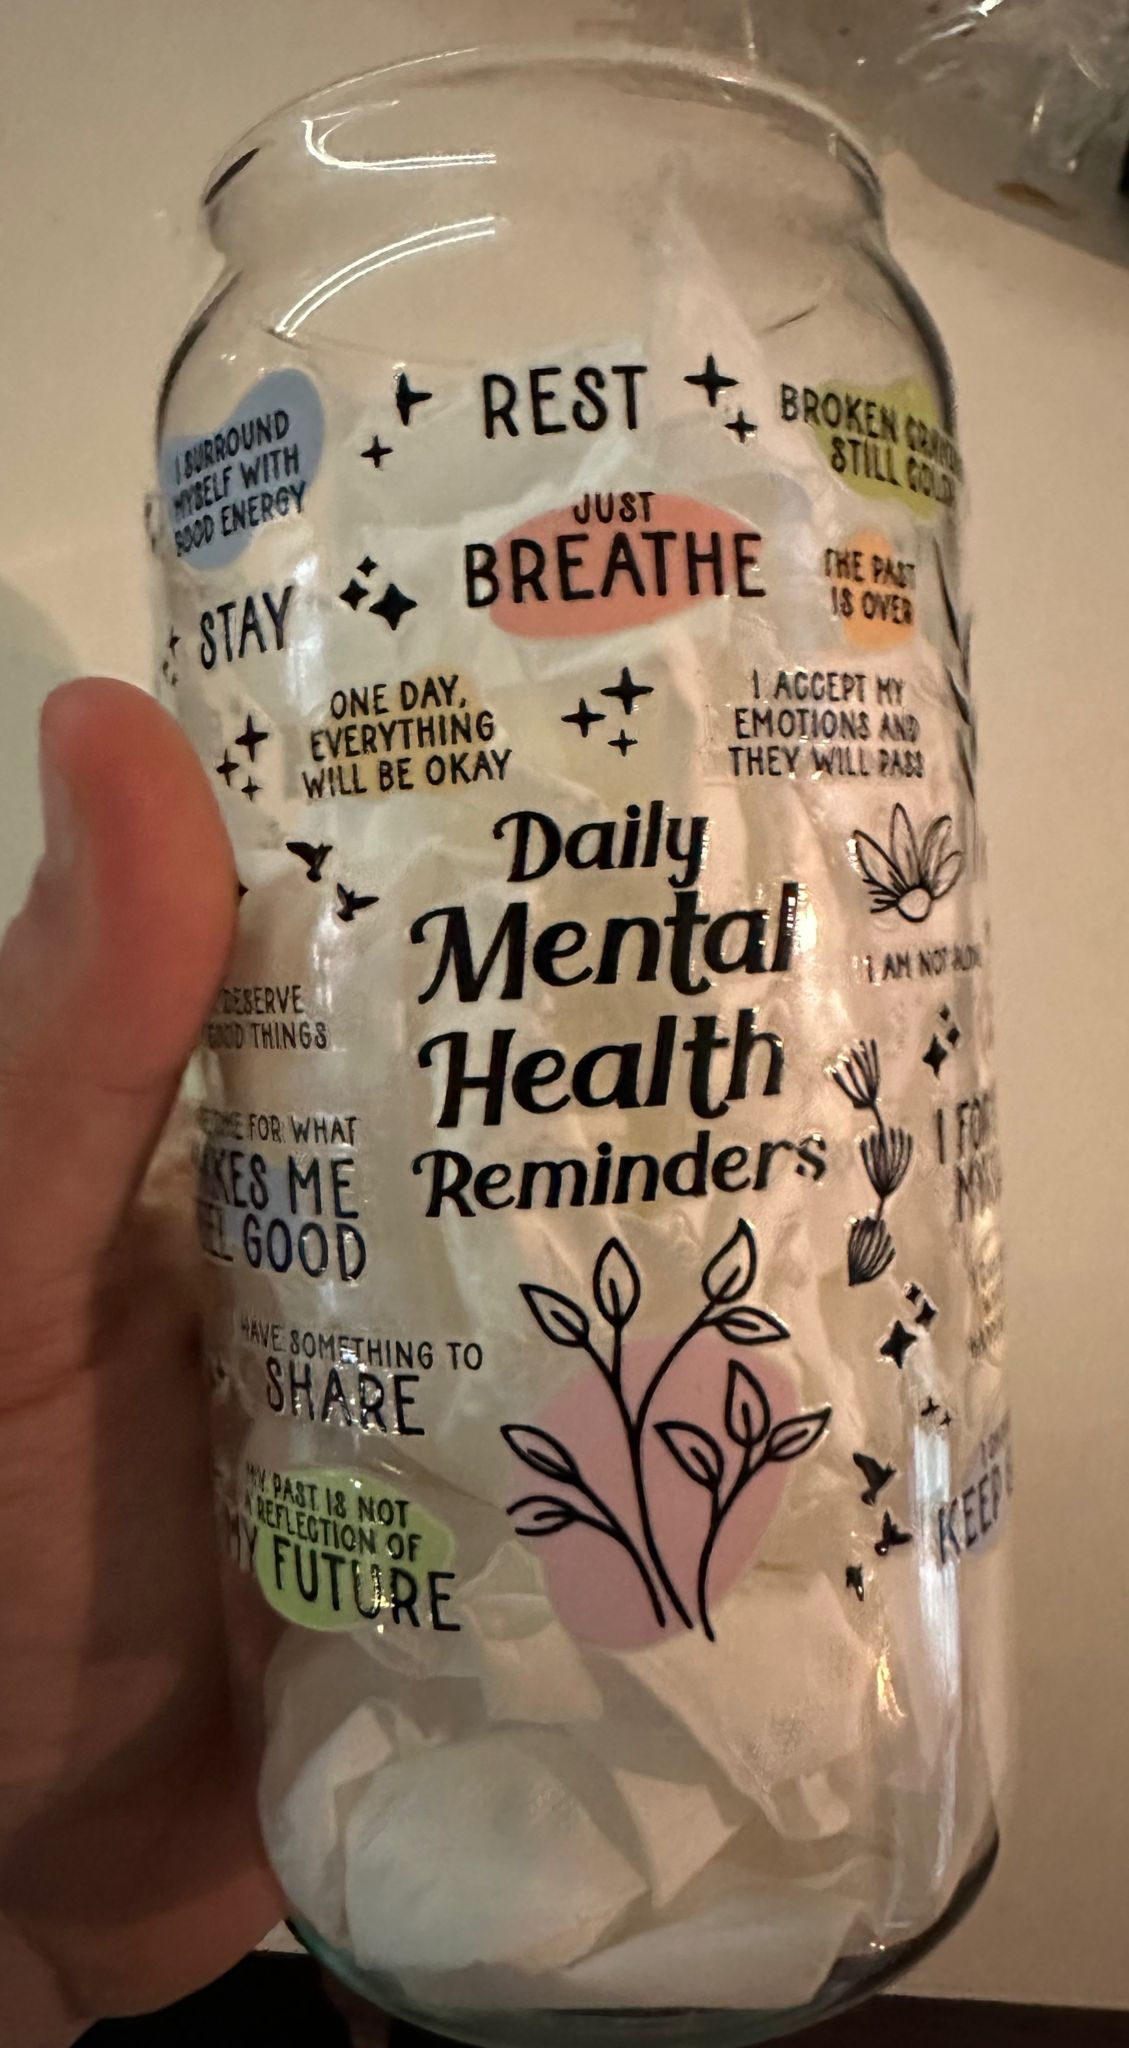 REST
I SURROUND
MYSELF WITH
GOOD ENERGY
BROKEN
STILL
JUST
BREATHE
THE PAST
IS OVER
STAY
ONE DAY,
EVERYTHING
WILL BE OKAY
I ACCEPT MY
EMOTIONS AND
THEY WILL PASS
Daily
Mental
Health
Reminders
I AM NOT
DESERVE
GOOD THINGS
FOR WHAT
ME
GOOD
I
HAVE SOMETHING TO
SHARE
MY PAST IS NOT
A REFLECTION OF
MY FUTURE
KEEP